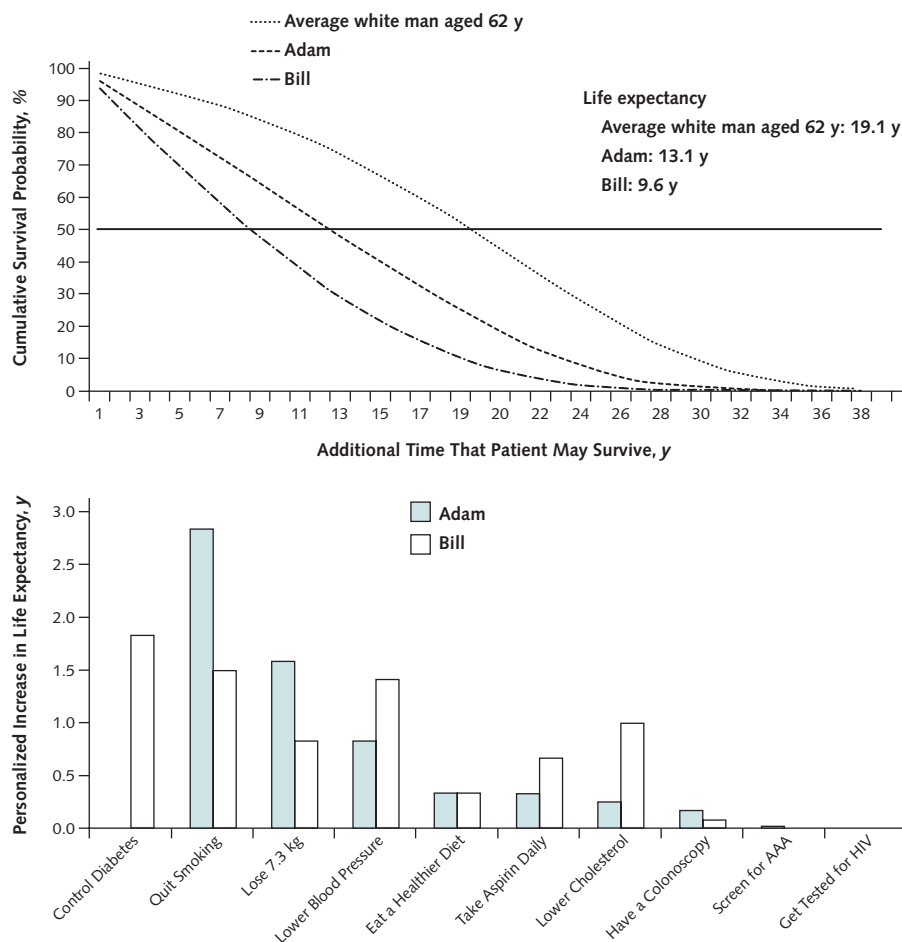 Average white man aged 62 y
Adam
Bill
Cumulative Survival Probability, %
100
90
80
70
60
50
40
30
20
10
0
Life expectancy
Average white man aged 62 y: 19.1 y
Adam: 13.1 y
Bill: 9.6 y
1 3 5 7 9 11 13 15 17 19 20 22 24 26 28 30 32 34 36 38
Additional Time That Patient May Survive, y
Personalized Increase in Life Expectancy, y
3.0
2.5
2.0
1.5
1.0
0.5
0.0
Adam
Bill
Control Diabetes
Quit Smoking
Lose 7.3 kg
Lower Blood Pressure
Eat a Healthier Diet
Take Aspirin Daily
Lower Cholesterol
Have a Colonoscopy
Screen for AAA
Get Tested for HIV